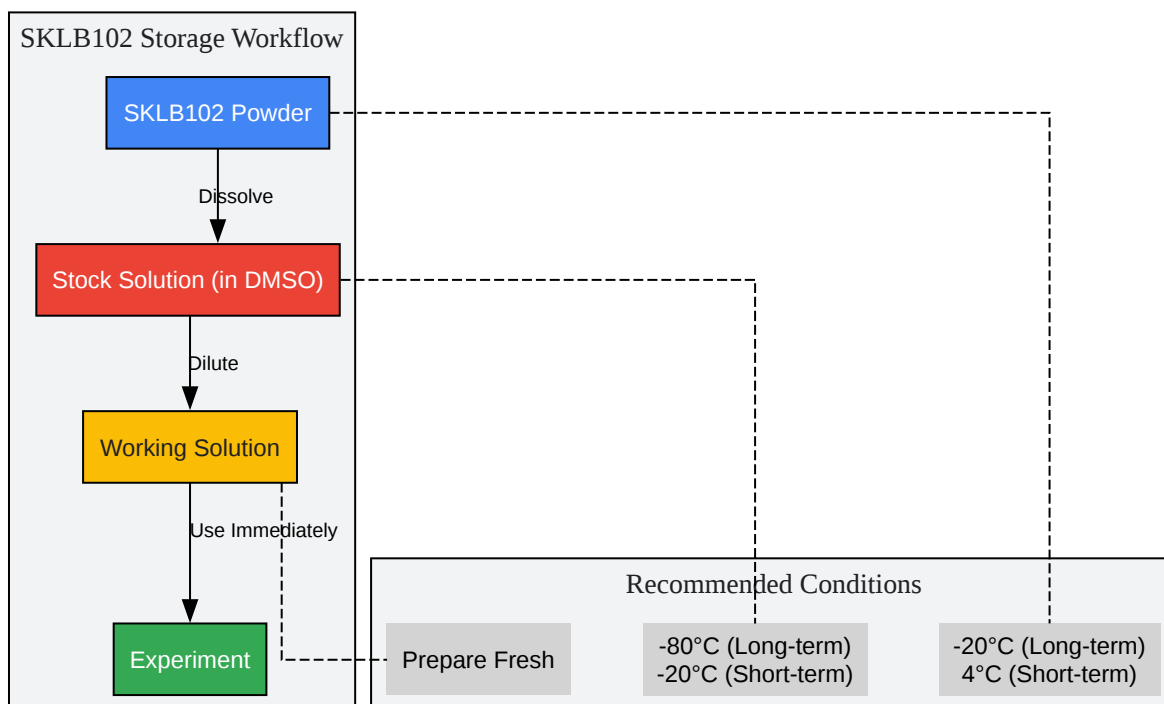 SKLB102 Storage Workflow
SKLB102 Powder
Dissolve
Stock Solution (in DMSO)
Dilute
Working Solution
Use Immediately
Experiment
Recommended Conditions
Prepare Fresh
-80°C (Long-term)
-20°C (Short-term)
-20°C (Long-term)
4°C (Short-term)